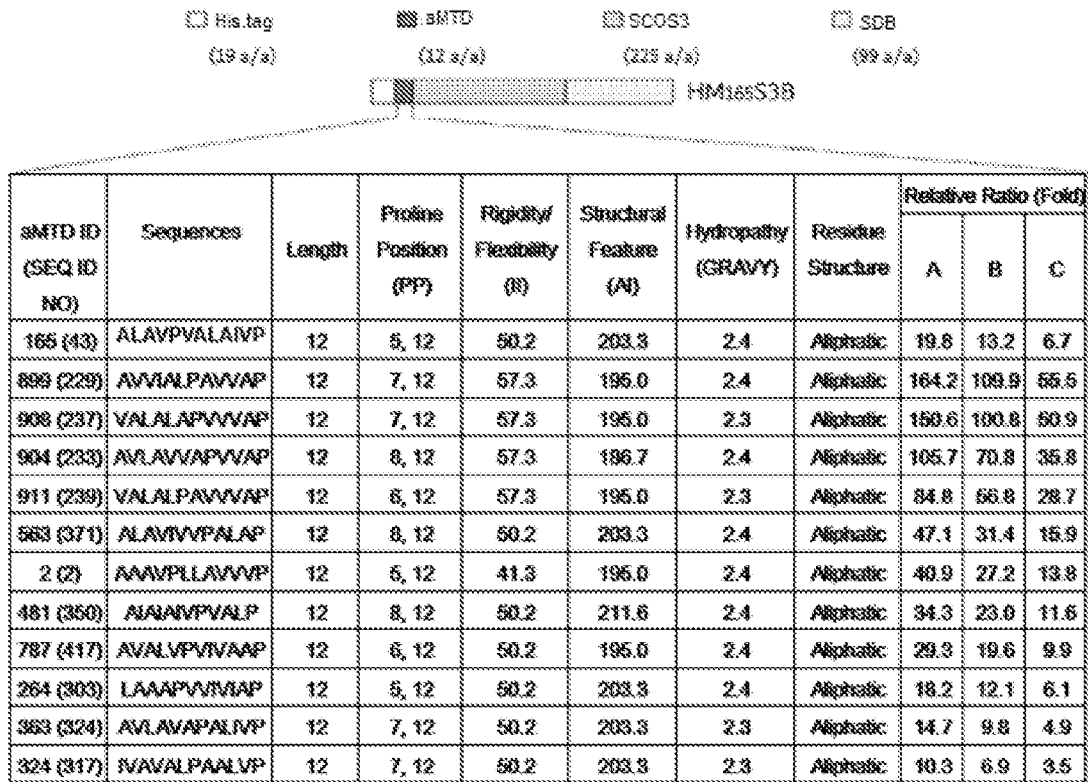 His.tag aMTD SOCS3 SDB
(19 a/a) (12 a/a) (225 a/a) (99 a/a)
HM165S3B
aMTD ID (SEQ ID NO) Sequences Length Proline Position (PP) Rigidity/ Flexibility (II) Structural Feature (AI) Hydropathy (GRAVY) Residue Structure Relative Ratio (Fold)
A B C
165 (43) ALAVPVALAIVP 12 5, 12 50.2 203.3 2.4 Aliphatic 19.8 13.2 6.7
899 (229) AVVIALPAVVAP 12 7, 12 57.3 195.0 2.4 Aliphatic 164.2 109.9 55.5
908 (237) VALALAPVVVAP 12 7, 12 57.3 195.0 2.3 Aliphatic 150.6 100.8 50.9
904 (233) AVLAVVAPVVAP 12 8, 12 57.3 186.7 2.4 Aliphatic 105.7 70.8 35.8
911 (239) VALALPAVVVAP 12 6, 12 57.3 195.0 2.3 Aliphatic 84.8 56.8 28.7
563 (371) ALAVIVVPALAP 12 8, 12 50.2 203.3 2.4 Aliphatic 47.1 31.4 15.9
2 (2) AAAVPLLAVVVP 12 5, 12 41.3 195.0 2.4 Aliphatic 40.9 27.2 13.8
481 (350) AIAIAIVPVALP 12 8, 12 50.2 211.6 2.4 Aliphatic 34.3 23.0 11.6
787 (417) AVALVPVIVAAP 12 6, 12 50.2 195.0 2.4 Aliphatic 29.3 19.6 9.9
264 (303) LAAAPVVIVIAP 12 5, 12 50.2 203.3 2.4 Aliphatic 18.2 12.1 6.1
363 (324) AVLAVAPALIVP 12 7, 12 50.2 203.3 2.3 Aliphatic 14.7 9.8 4.9
324 (317) IVAVALPAALVP 12 7, 12 50.2 203.3 2.3 Aliphatic 10.3 6.9 3.5